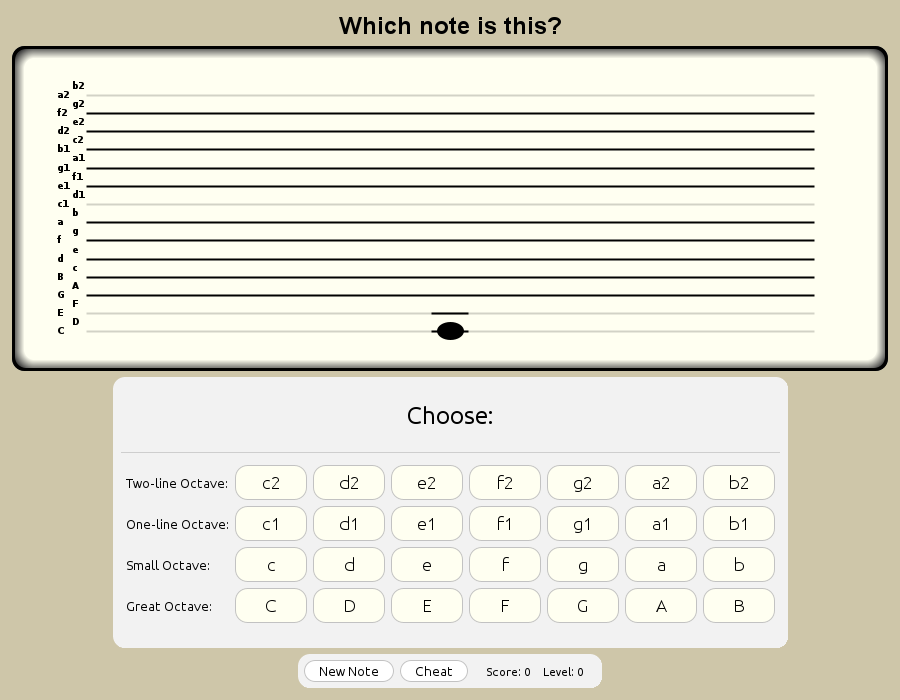 Which note is this?
b2
a2
g2
f2
e2
d2
c2
b1
a1
g1
f1
e1
d1
c1
b
a
g
f
e
d
c
B
A
G
F
E
D
C
Choose:
Two-line Octave: c2 d2 e2 f2 g2 a2 b2
One-line Octave: c1 d1 e1 f1 g1 a1 b1
Small Octave: c d e f g a b
Great Octave: C D E F G A B
New Note Cheat Score: 0 Level: 0